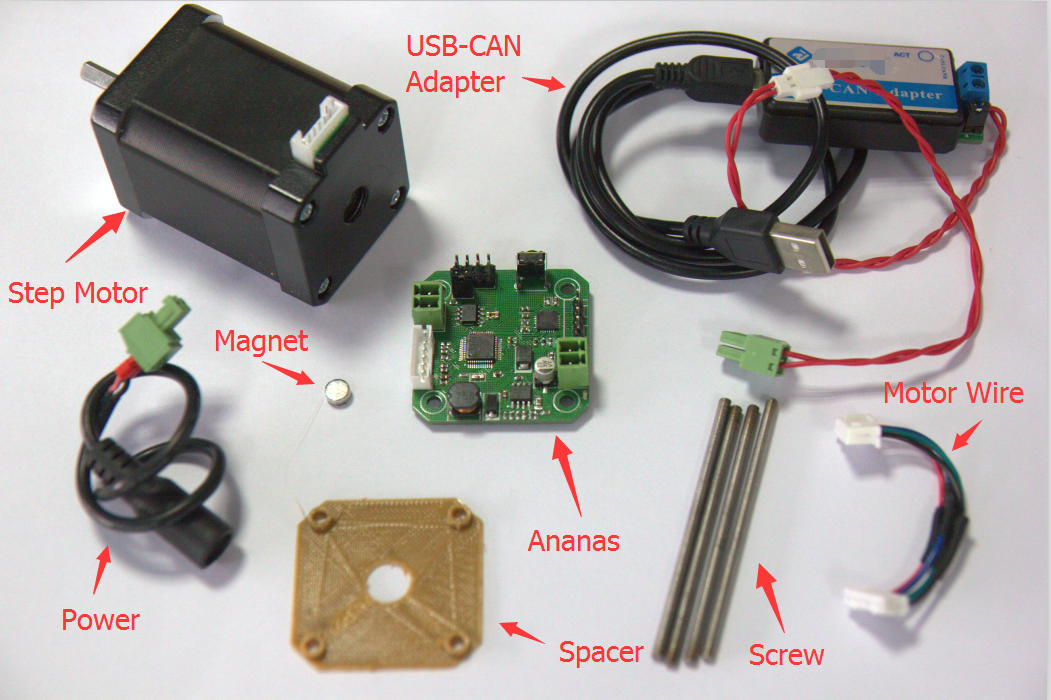 USB-CAN
Adapter
ACT
CAN Adapter
Step Motor
Magnet
Motor Wire
Ananas
Power
Spacer
Screw